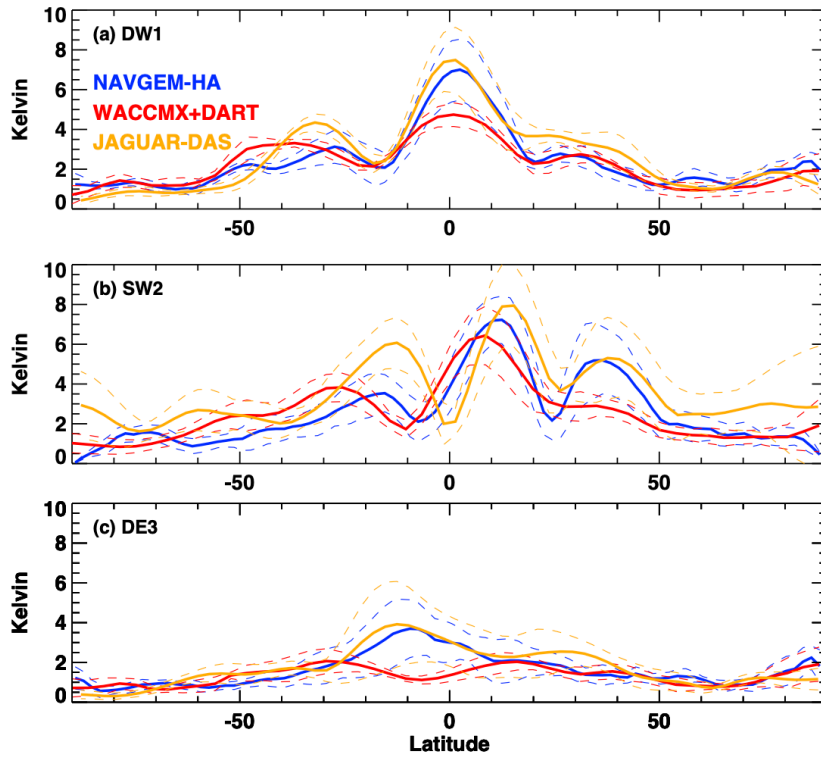 10
(a) DW1
8
NAVGEM-HA
6
WACCMX+DART
Kelvin
4
JAGUAR-DAS
2
0
-50 0 50
10
(b) SW2
8
6
Kelvin
4
2
0
-50 0 50
10
(c) DE3
8
6
Kelvin
4
2
0
-50 0 50
Latitude